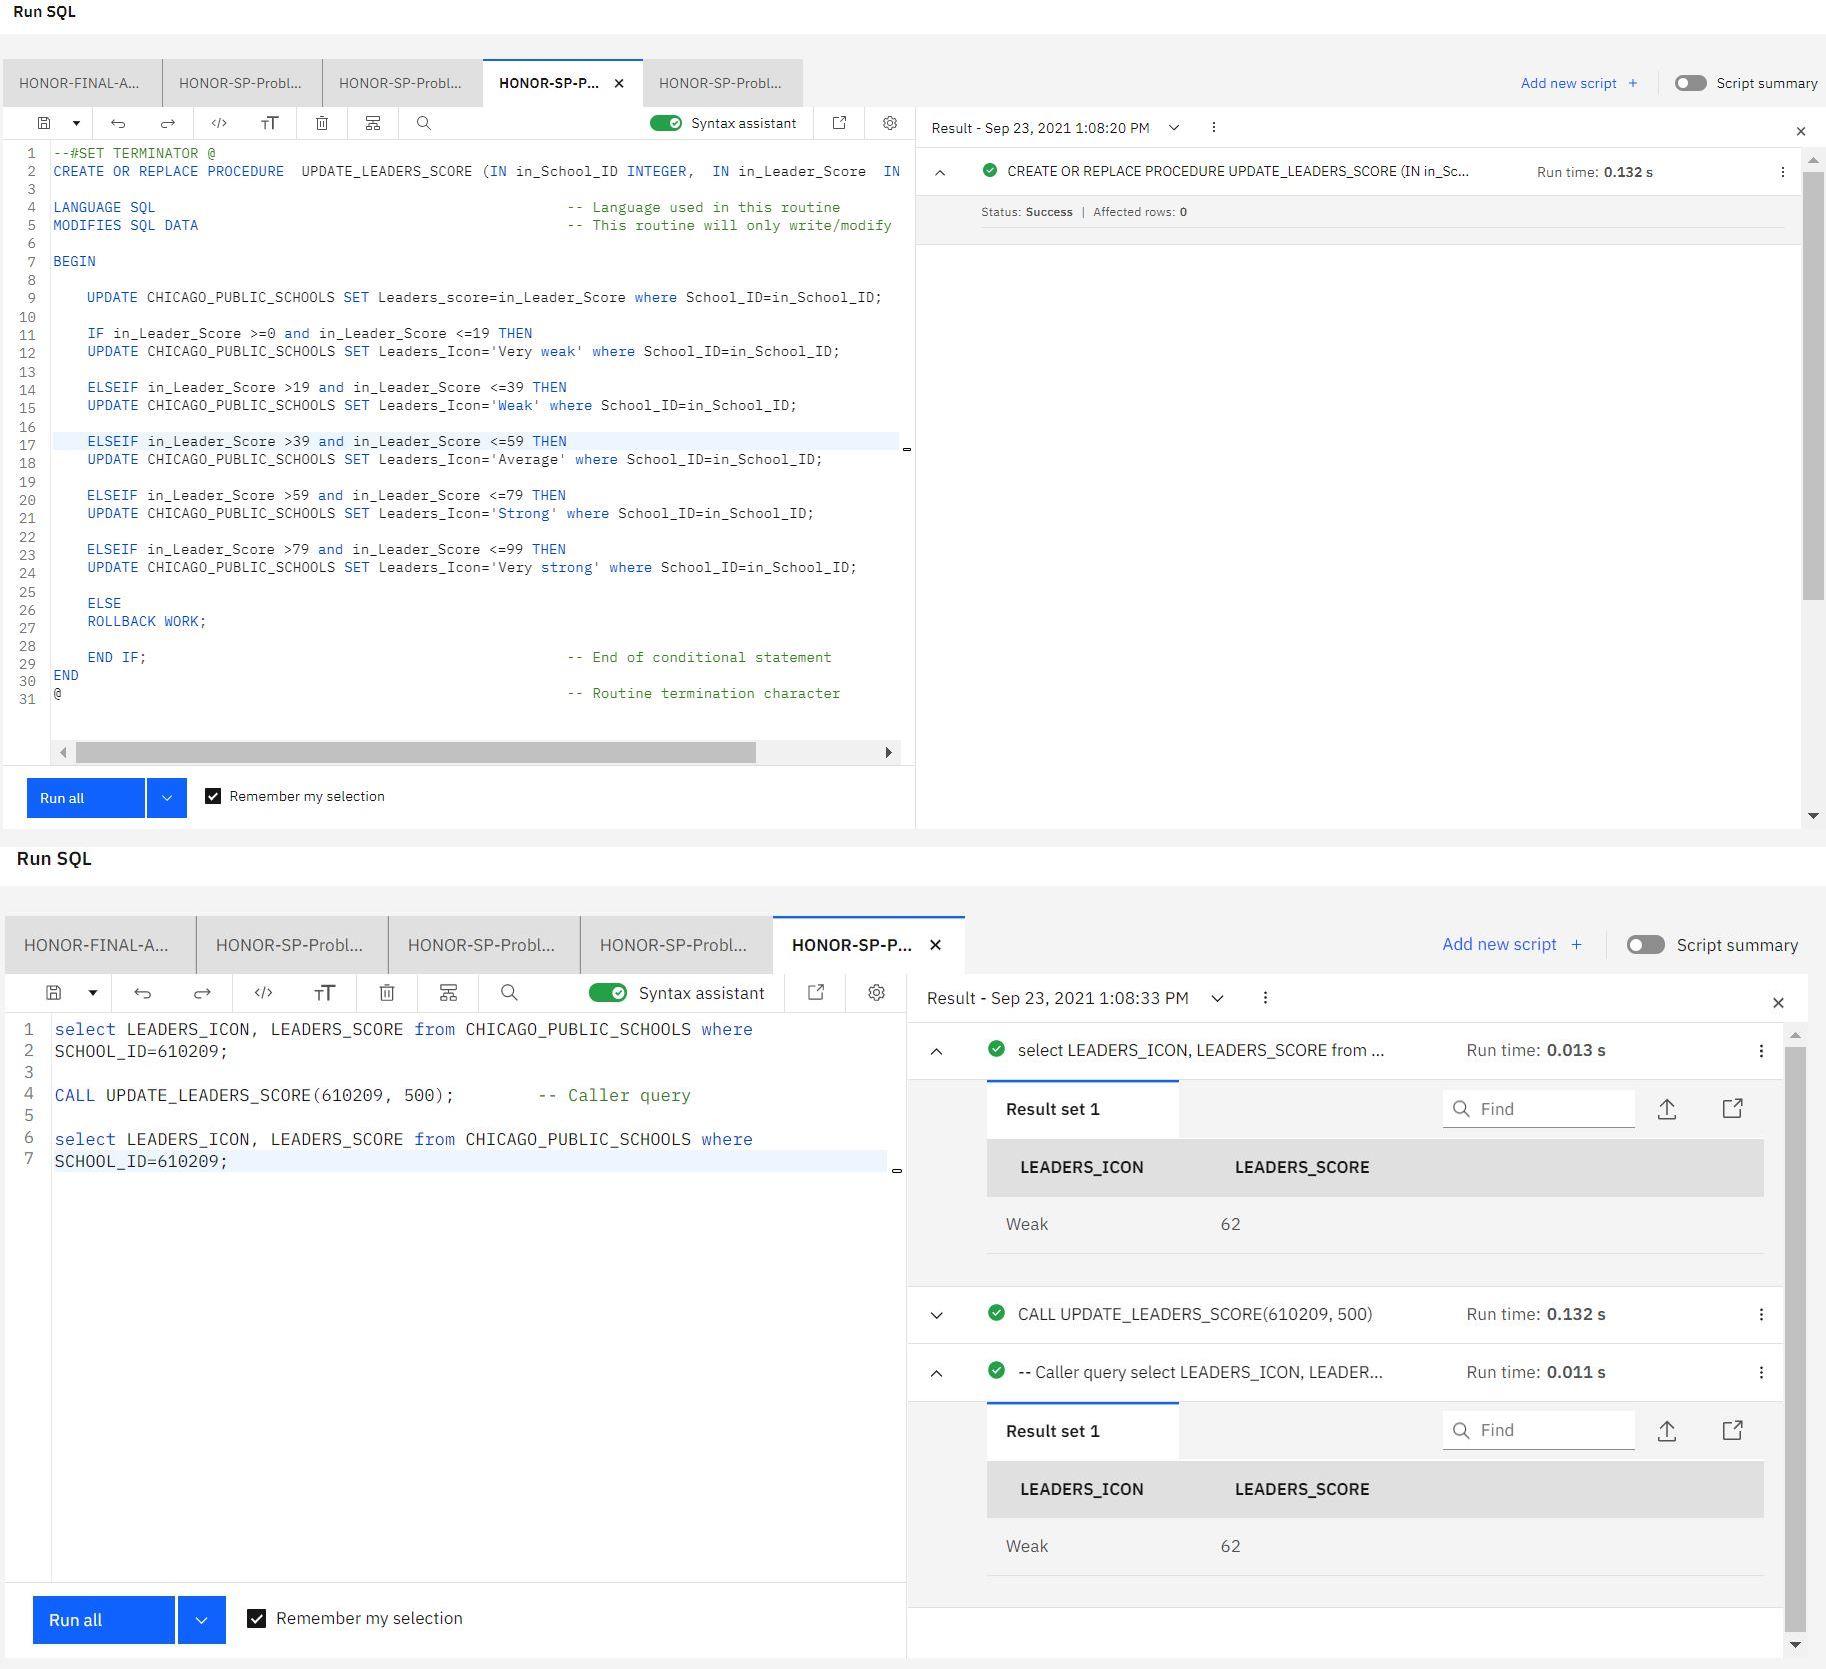 Run SQL
HONOR-FINAL-A...
HONOR-SP-Probl...
HONOR-SP-Probl...
HONOR-SP-P...
HONOR-SP-Probl...
Add new script +
Script summary
Syntax assistant
1 --#SET TERMINATOR @
2 CREATE OR REPLACE PROCEDURE  UPDATE_LEADERS_SCORE (IN in_School_ID INTEGER,  IN in_Leader_Score  IN
3
4 LANGUAGE SQL -- Language used in this routine
5 MODIFIES SQL DATA -- This routine will only write/modify
6
7 BEGIN
8
9 UPDATE CHICAGO_PUBLIC_SCHOOLS SET Leaders_score=in_Leader_Score where School_ID=in_School_ID;
10
11 IF in_Leader_Score >=0 and in_Leader_Score <=19 THEN
12 UPDATE CHICAGO_PUBLIC_SCHOOLS SET Leaders_Icon='Very weak' where School_ID=in_School_ID;
13
14 ELSEIF in_Leader_Score >19 and in_Leader_Score <=39 THEN
15 UPDATE CHICAGO_PUBLIC_SCHOOLS SET Leaders_Icon='Weak' where School_ID=in_School_ID;
16
17 ELSEIF in_Leader_Score >39 and in_Leader_Score <=59 THEN
18 UPDATE CHICAGO_PUBLIC_SCHOOLS SET Leaders_Icon='Average' where School_ID=in_School_ID;
19
20 ELSEIF in_Leader_Score >59 and in_Leader_Score <=79 THEN
21 UPDATE CHICAGO_PUBLIC_SCHOOLS SET Leaders_Icon='Strong' where School_ID=in_School_ID;
22
23 ELSEIF in_Leader_Score >79 and in_Leader_Score <=99 THEN
24 UPDATE CHICAGO_PUBLIC_SCHOOLS SET Leaders_Icon='Very strong' where School_ID=in_School_ID;
25
26 ELSE
27 ROLLBACK WORK;
28
29 END IF; -- End of conditional statement
30 END
31 @ -- Routine termination character
Run all
Remember my selection
Result - Sep 23, 2021 1:08:20 PM
CREATE OR REPLACE PROCEDURE UPDATE_LEADERS_SCORE (IN in_Sc... Run time: 0.132 s
Status: Success | Affected rows: 0
Run SQL
HONOR-FINAL-A...
HONOR-SP-Probl...
HONOR-SP-Probl...
HONOR-SP-Probl...
HONOR-SP-P...
Add new script +
Script summary
Syntax assistant
1 select LEADERS_ICON, LEADERS_SCORE from CHICAGO_PUBLIC_SCHOOLS where
2 SCHOOL_ID=610209;
3
4 CALL UPDATE_LEADERS_SCORE(610209, 500); -- Caller query
5
6 select LEADERS_ICON, LEADERS_SCORE from CHICAGO_PUBLIC_SCHOOLS where
7 SCHOOL_ID=610209;
Run all
Remember my selection
Result - Sep 23, 2021 1:08:33 PM
select LEADERS_ICON, LEADERS_SCORE from ... Run time: 0.013 s
Result set 1
Find
LEADERS_ICON LEADERS_SCORE
Weak 62
CALL UPDATE_LEADERS_SCORE(610209, 500) Run time: 0.132 s
-- Caller query select LEADERS_ICON, LEADER... Run time: 0.011 s
Result set 1
Find
LEADERS_ICON LEADERS_SCORE
Weak 62